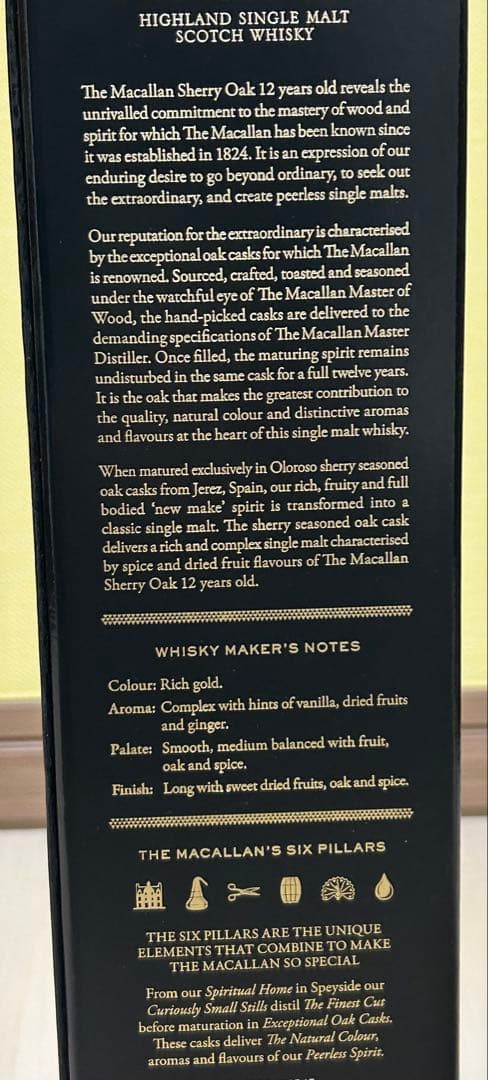 HIGHLAND SINGLE MALT
SCOTCH WHISKY
The Macallan Sherry Oak 12 years old reveals the
unrivalled commitment to the mastery of wood and
spirit for which The Macallan has been known since
it was established in 1824. It is an expression of our
enduring desire to go beyond ordinary, to seek out
the extraordinary, and create peerless single malts.
Our reputation for the extraordinary is characterised
by the exceptional oak casks for which The Macallan
is renowned. Sourced, crafted, toasted and seasoned
under the watchful eye of The Macallan Master of
Wood, the hand-picked casks are delivered to the
demanding specifications of The Macallan Master
Distiller. Once filled, the maturing spirit remains
undisturbed in the same cask for a full twelve years.
It is the oak that makes the greatest contribution to
the quality, natural colour and distinctive aromas
and flavours at the heart of this single malt whisky.
When matured exclusively in Oloroso sherry seasoned
oak casks from Jerez, Spain, our rich, fruity and full
bodied 'new make' spirit is transformed into a
classic single malt. The sherry seasoned oak cask
delivers a rich and complex single malt characterised
by spice and dried fruit flavours of The Macallan
Sherry Oak 12 years old.
WHISKY MAKER'S NOTES
Colour: Rich gold.
Aroma: Complex with hints of vanilla, dried fruits
and ginger.
Palate: Smooth, medium balanced with fruit,
oak and spice.
Finish: Long with sweet dried fruits, oak and spice.
THE MACALLAN'S SIX PILLARS
THE SIX PILLARS ARE THE UNIQUE
ELEMENTS THAT COMBINE TO MAKE
THE MACALLAN SO SPECIAL
From our Spiritual Home in Speyside our
Curiously Small Stills distil The Finest Cut
before maturation in Exceptional Oak Casks.
These casks deliver The Natural Colour,
aromas and flavours of our Peerless Spirit.